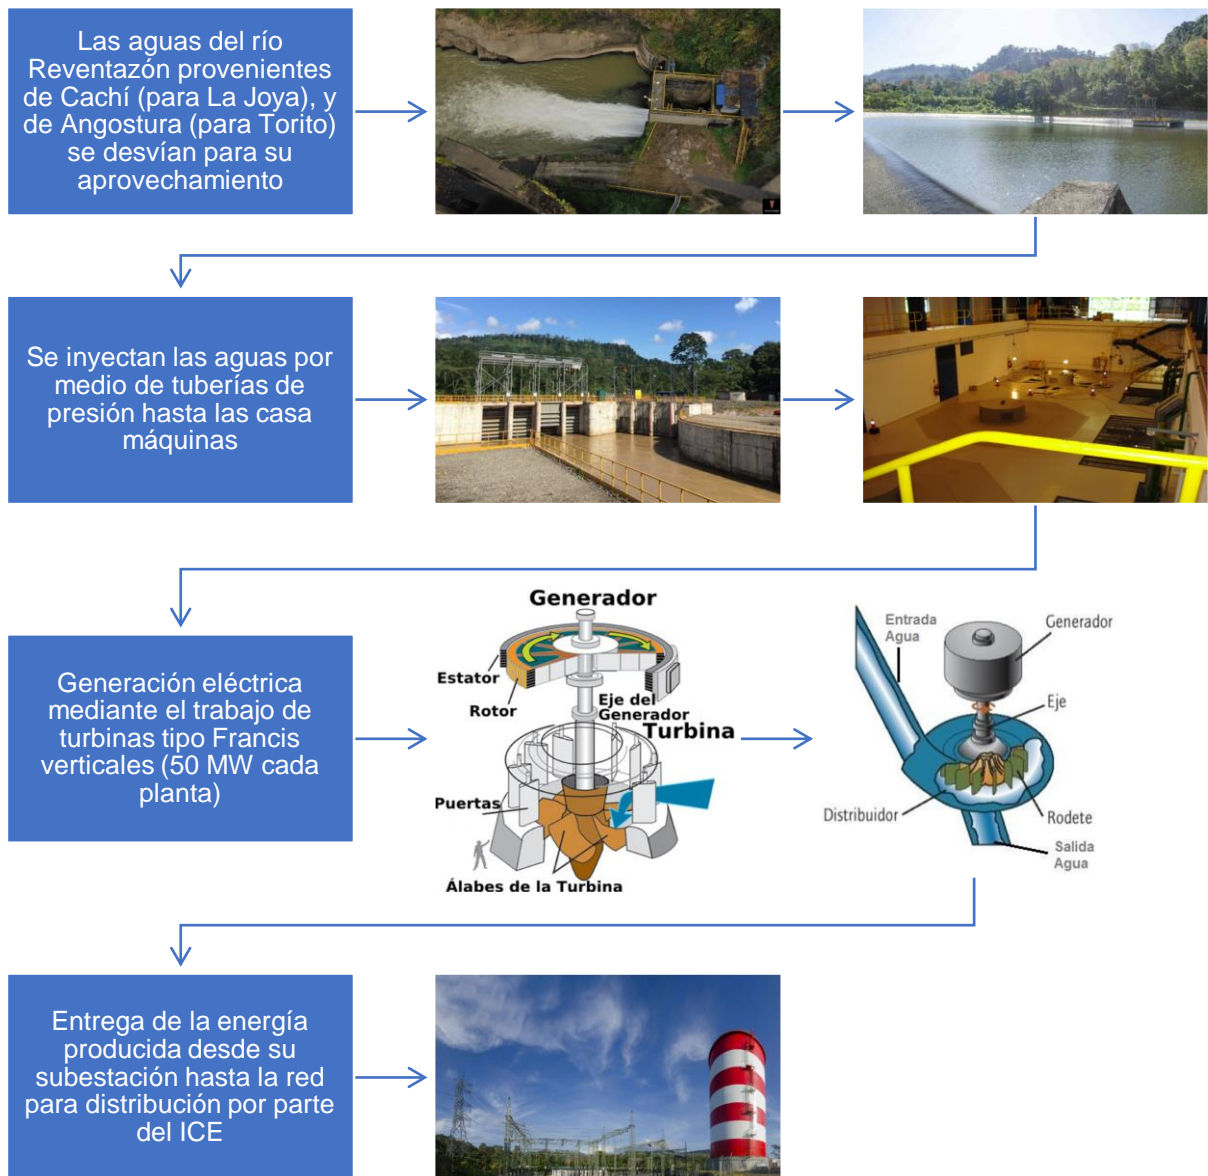 Las aguas del río
Reventazón provenientes
de Cachí (para La Joya), y
de Angostura (para Torito)
se desvían para su
aprovechamiento
Se inyectan las aguas por
medio de tuberías de
presión hasta las casa
máquinas
Generación eléctrica
mediante el trabajo de
turbinas tipo Francis
verticales (50 MW cada
planta)
Generador
Estator
Rotor
Eje del
Generador
Turbina
Puertas
Álabes de la Turbina
Entrada
Agua
Generador
Eje
Distribuidor
Rodete
Salida
Agua
Entrega de la energía
producida desde su
subestación hasta la red
para distribución por parte
del ICE